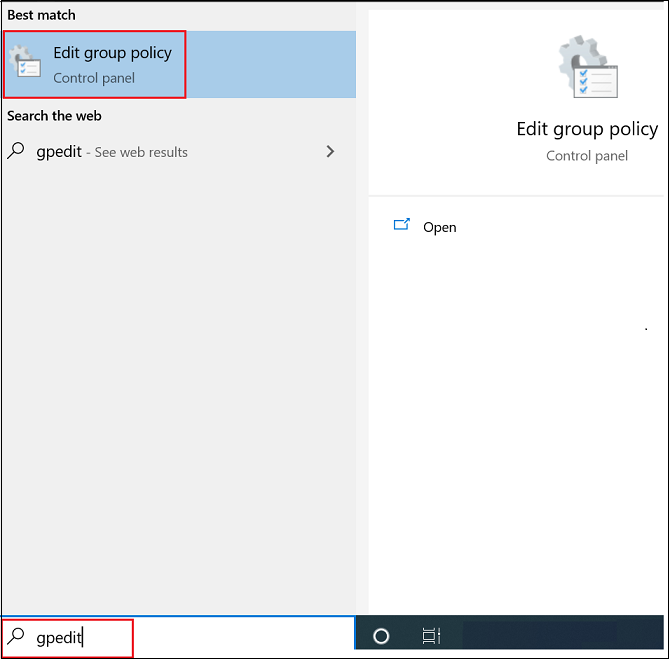 Best match
Edit group policy
Control panel
Search the web
gpedit - See web results
Edit group policy
Control panel
Open
gpedit